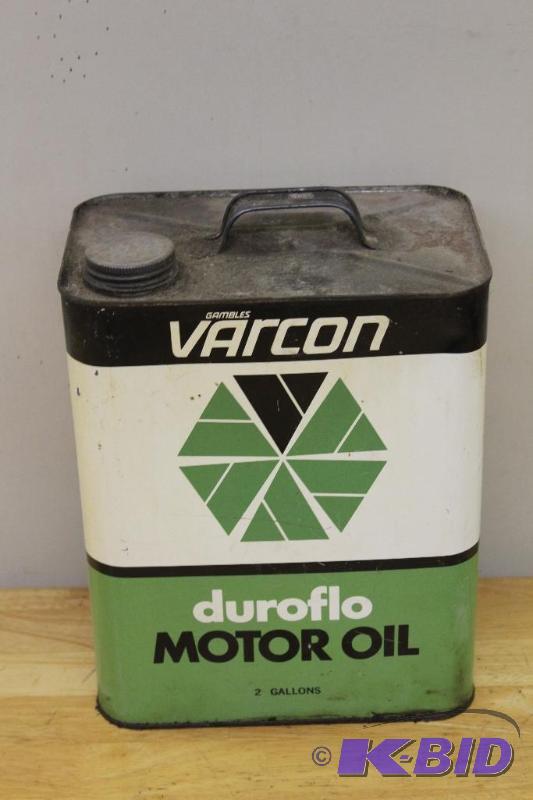 GAMBLES
varcon
duroflo
MOTOR OIL
2 GALLONS
© K-BID